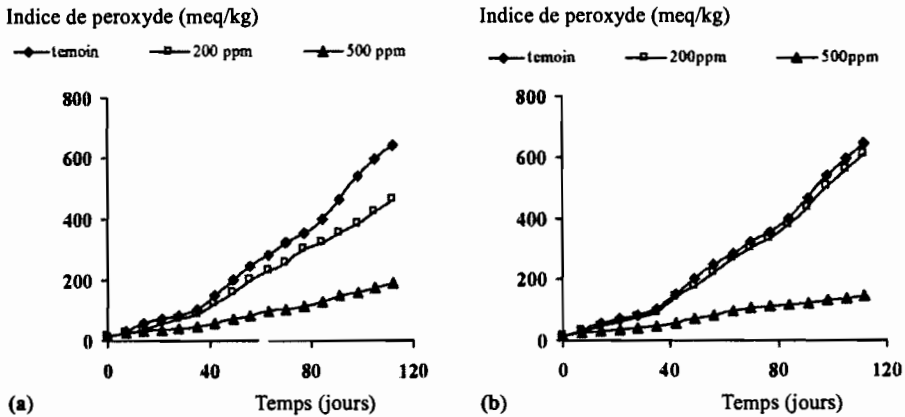 Indice de peroxyde (meq/kg)
temoin 200 ppm 500 ppm
800
600
400
200
0
0 40 80 120
(a) Temps (jours)
Indice de peroxyde (meq/kg)
temoin 200ppm 500ppm
800
600
400
200
0
0 40 80 120
(b) Temps (jours)